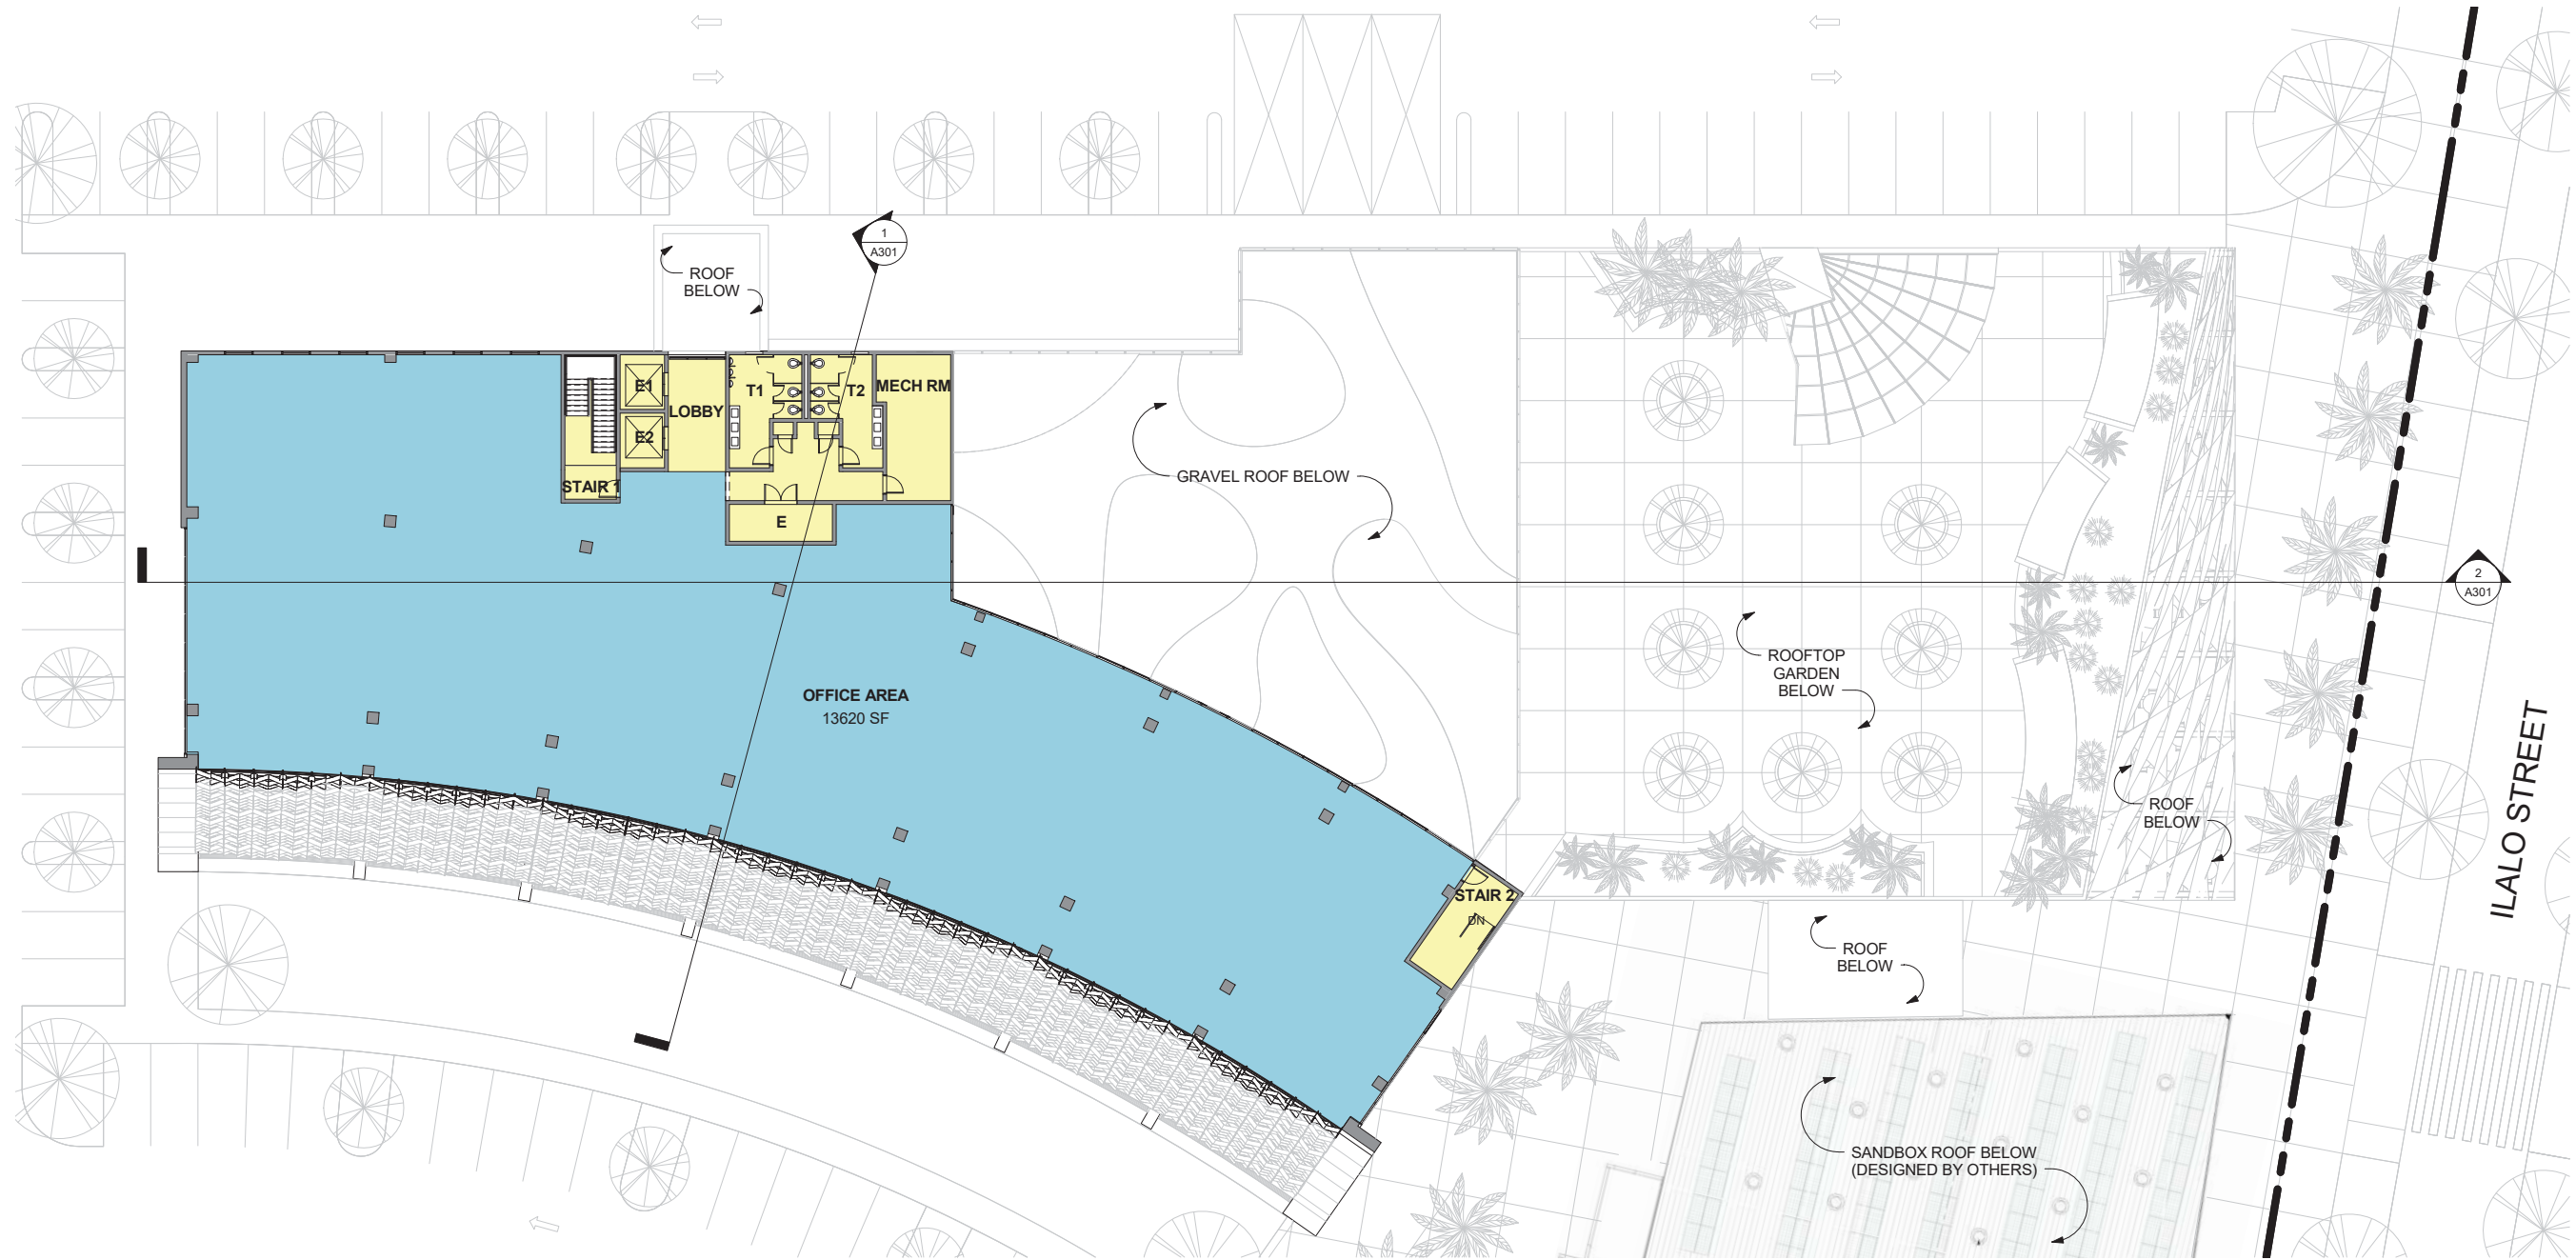 1
A301
ROOF
BELOW
E1
T1
T2
MECH RM
LOBBY
E2
STAIR 1
E
GRAVEL ROOF BELOW
2
A301
OFFICE AREA
13620 SF
ROOFTOP
GARDEN
BELOW
ROOF
BELOW
ILALO STREET
STAIR 2
DN
ROOF
BELOW
SANDBOX ROOF BELOW
(DESIGNED BY OTHERS)